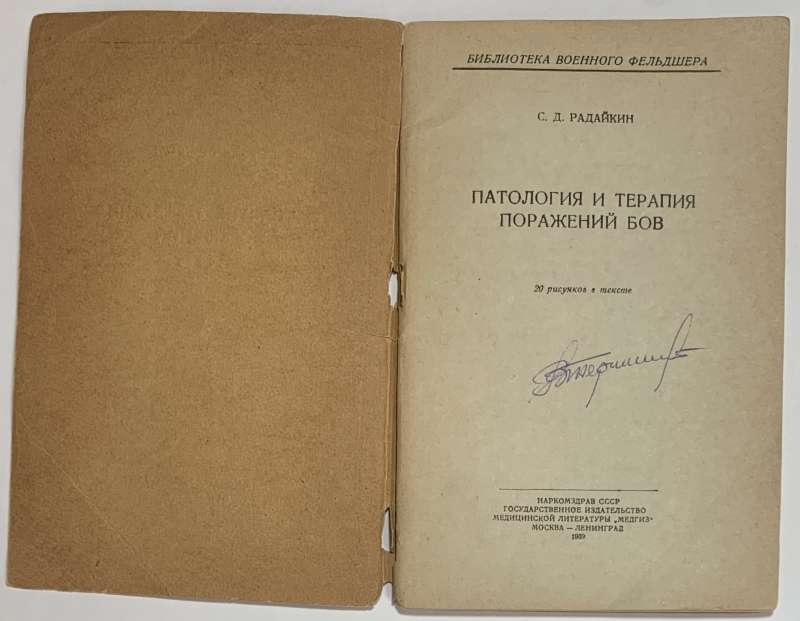 БИБЛИОТЕКА ВОЕННОГО ФЕЛЬДШЕРА
С. Д. РАДАЙКИН
ПАТОЛОГИЯ И ТЕРАПИЯ
ПОРАЖЕНИЙ БОВ
20 рисунков в тексте
НАРКОМЗДРАВ СССР
ГОСУДАРСТВЕННОЕ ИЗДАТЕЛЬСТВО
МЕДИЦИНСКОЙ ЛИТЕРАТУРЫ „МЕДГИЗ"
МОСКВА — ЛЕНИНГРАД
1939